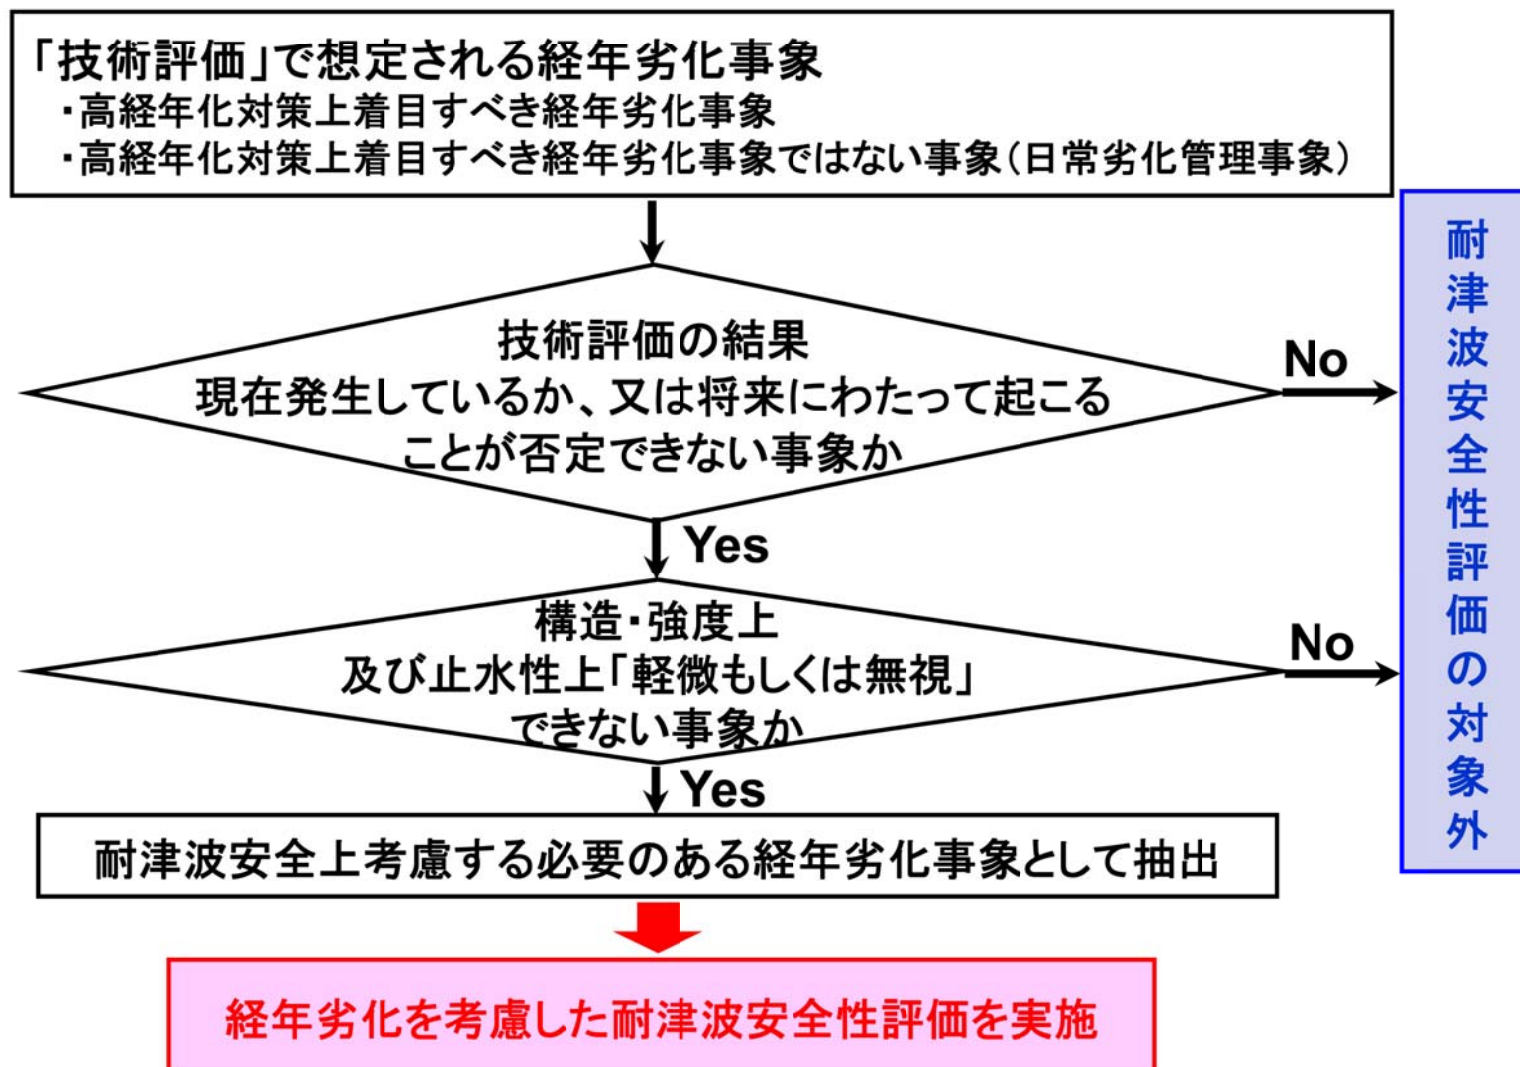 「技術評価」で想定される経年劣化事象
・高経年化対策上着目すべき経年劣化事象
・高経年化対策上着目すべき経年劣化事象ではない事象（日常劣化管理事象）
技術評価の結果
現在発生しているか、又は将来にわたって起こる
ことが否定できない事象か
No
Yes
構造・強度上
及び止水性上「軽微もしくは無視」
できない事象か
No
Yes
耐津波安全性評価の対象外
耐津波安全上考慮する必要のある経年劣化事象として抽出
経年劣化を考慮した耐津波安全性評価を実施